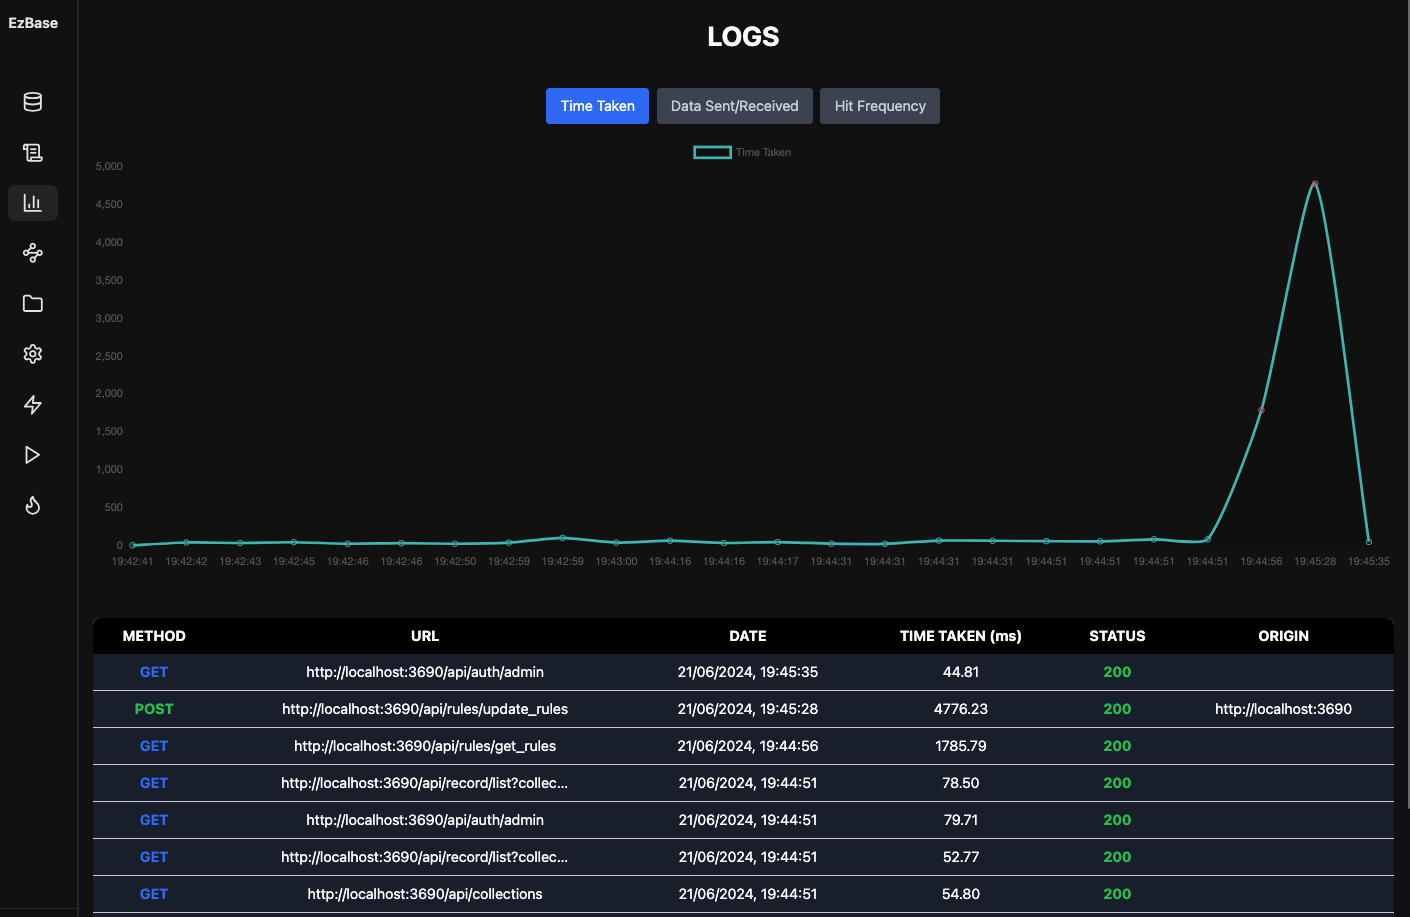 EzBase
LOGS
Time Taken Data Sent/Received Hit Frequency
Time Taken
5,000
4,500
4,000
3,500
3,000
2,500
2,000
1,500
1,000
500
0
19:42:41 19:42:42 19:42:43 19:42:45 19:42:46 19:42:46 19:42:50 19:42:59 19:42:59 19:43:00 19:44:16 19:44:16 19:44:17 19:44:31 19:44:31 19:44:31 19:44:31 19:44:51 19:44:51 19:44:51 19:44:51 19:44:56 19:45:28 19:45:35
METHOD URL DATE TIME TAKEN (ms) STATUS ORIGIN
GET http://localhost:3690/api/auth/admin 21/06/2024, 19:45:35 44.81 200
POST http://localhost:3690/api/rules/update_rules 21/06/2024, 19:45:28 4776.23 200 http://localhost:3690
GET http://localhost:3690/api/rules/get_rules 21/06/2024, 19:44:56 1785.79 200
GET http://localhost:3690/api/record/list?collec... 21/06/2024, 19:44:51 78.50 200
GET http://localhost:3690/api/auth/admin 21/06/2024, 19:44:51 79.71 200
GET http://localhost:3690/api/record/list?collec... 21/06/2024, 19:44:51 52.77 200
GET http://localhost:3690/api/collections 21/06/2024, 19:44:51 54.80 200